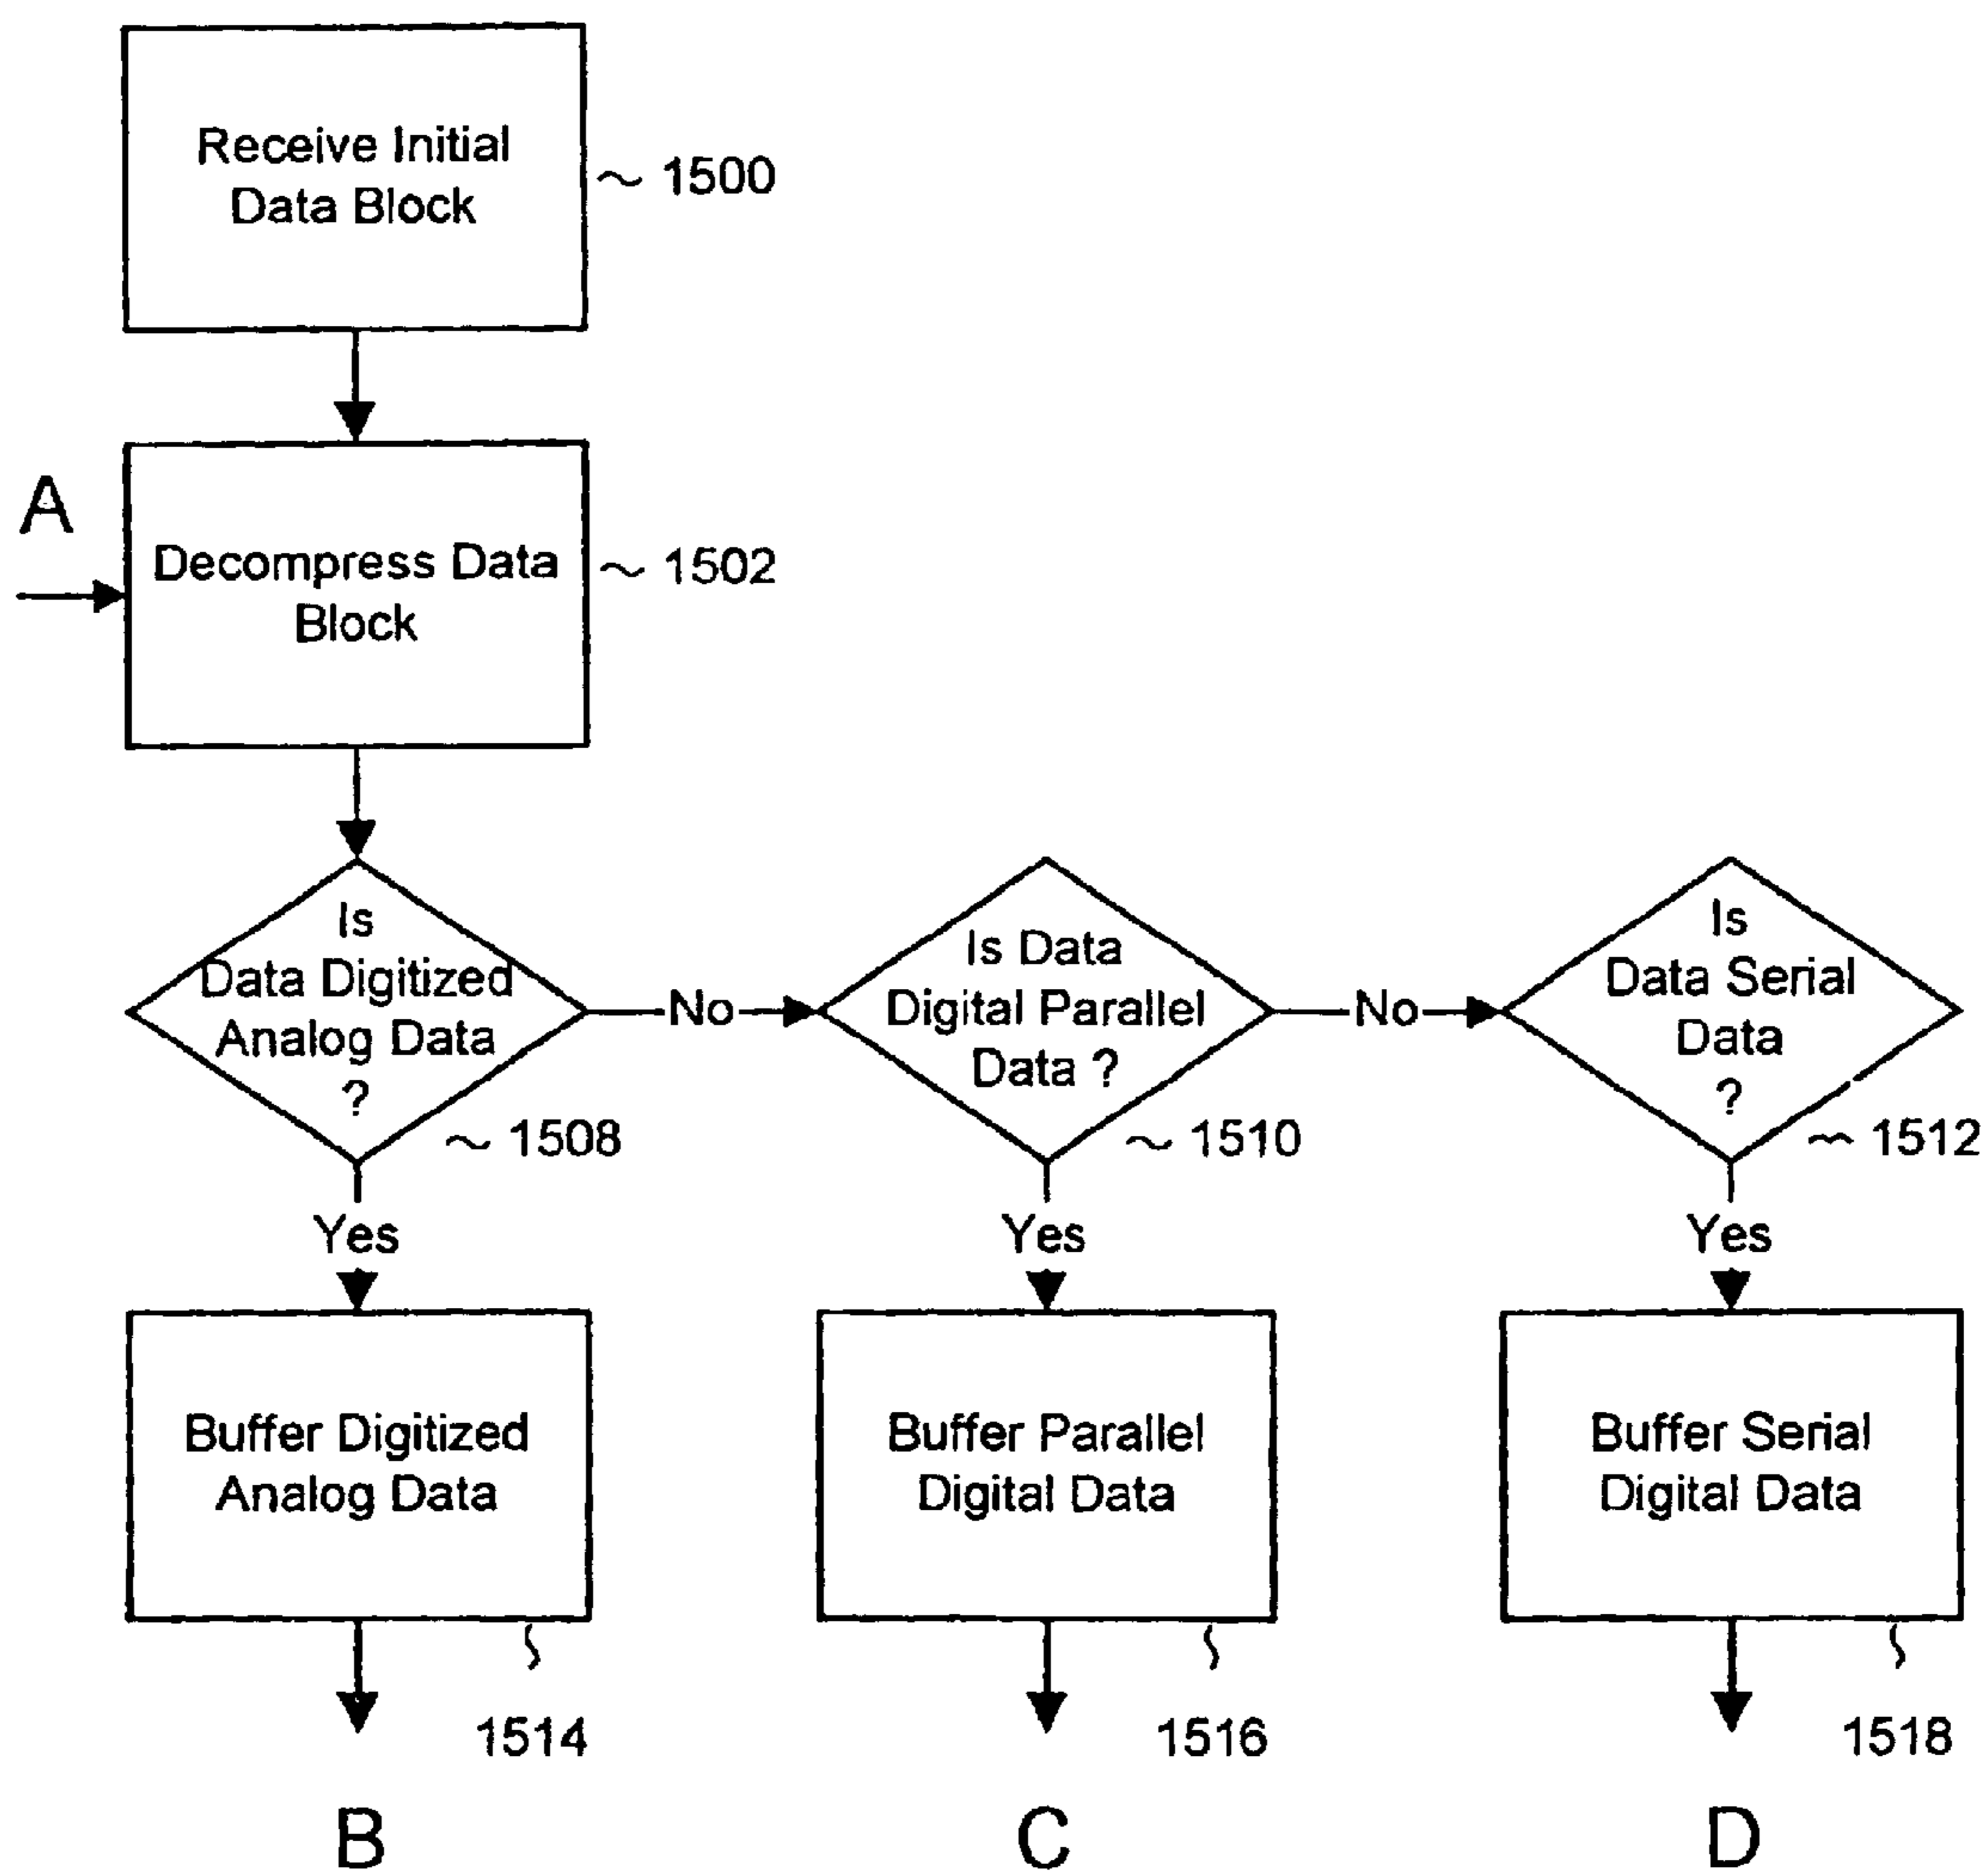 Receive Initial
Data Block
~ 1500
A
Decompress Data
Block
~ 1502
Is
Data Digitized
Analog Data
?
~ 1508
No
Is Data
Digital Parallel
Data ?
~ 1510
No
Is
Data Serial
Data
?
~ 1512
Yes
Yes
Yes
Buffer Digitized
Analog Data
1514
Buffer Parallel
Digital Data
1516
Buffer Serial
Digital Data
1518
B
C
D